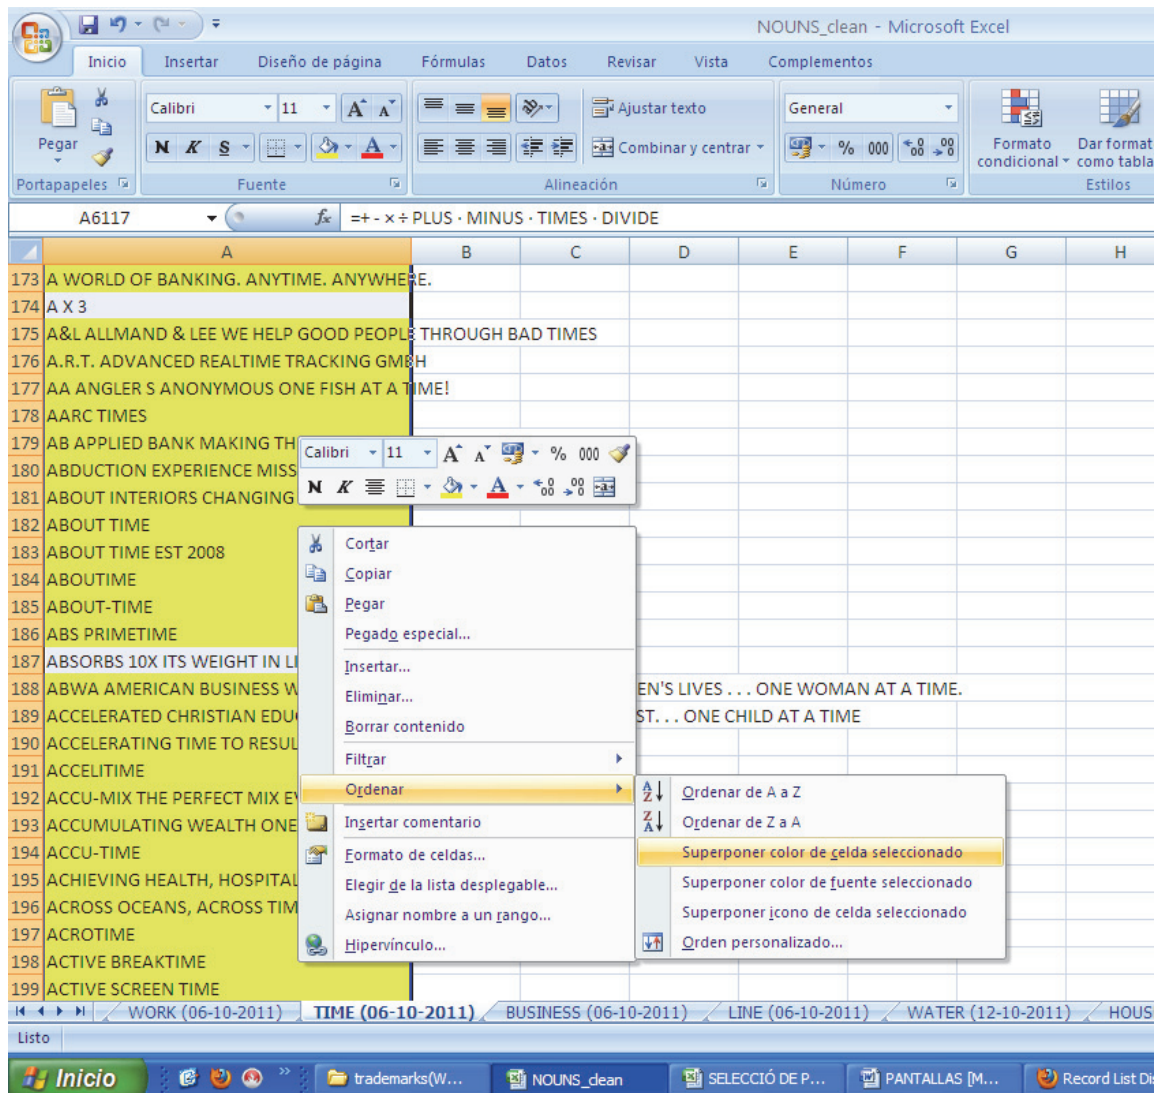 NOUNS_clean - Microsoft Excel
Inicio Insertar Diseño de página Fórmulas Datos Revisar Vista Complementos
Calibri 11 A A Ajustar texto General
Pegar N K S A Combinar y centrar % 000 Formato condicional Dar format como tabla
Portapapeles Fuente Alineación Número Estilos
A6117 fx =+ - × ÷ PLUS · MINUS · TIMES · DIVIDE
A B C D E F G H
173 A WORLD OF BANKING. ANYTIME. ANYWHERE.
174 A X 3
175 A&L ALLMAND & LEE WE HELP GOOD PEOPLE THROUGH BAD TIMES
176 A.R.T. ADVANCED REALTIME TRACKING GMBH
177 AA ANGLER S ANONYMOUS ONE FISH AT A TIME!
178 AARC TIMES
179 AB APPLIED BANK MAKING TH
180 ABDUCTION EXPERIENCE MISS
181 ABOUT INTERIORS CHANGING
182 ABOUT TIME
183 ABOUT TIME EST 2008
184 ABOUTIME
185 ABOUT-TIME
186 ABS PRIMETIME
187 ABSORBS 10X ITS WEIGHT IN LI
188 ABWA AMERICAN BUSINESS W EN'S LIVES . . . ONE WOMAN AT A TIME.
189 ACCELERATED CHRISTIAN EDU ST. . . ONE CHILD AT A TIME
190 ACCELERATING TIME TO RESUL
191 ACCELITIME
192 ACCU-MIX THE PERFECT MIX EV
193 ACCUMULATING WEALTH ONE
194 ACCU-TIME
195 ACHIEVING HEALTH, HOSPITAL
196 ACROSS OCEANS, ACROSS TIM
197 ACROTIME
198 ACTIVE BREAKTIME
199 ACTIVE SCREEN TIME
Calibri 11 A A % 000
N K A
Cortar
Copiar
Pegar
Pegado especial...
Insertar...
Eliminar...
Borrar contenido
Filtrar
Ordenar
Insertar comentario
Formato de celdas...
Elegir de la lista desplegable...
Asignar nombre a un rango...
Hipervínculo...
Ordenar de A a Z
Ordenar de Z a A
Superponer color de celda seleccionado
Superponer color de fuente seleccionado
Superponer icono de celda seleccionado
Orden personalizado...
WORK (06-10-2011) TIME (06-10-2011) BUSINESS (06-10-2011) LINE (06-10-2011) WATER (12-10-2011) HOUS
Listo
Inicio trademarks(W... NOUNS_clean SELECCIÓ DE P... PANTALLAS [M... Record List Dis